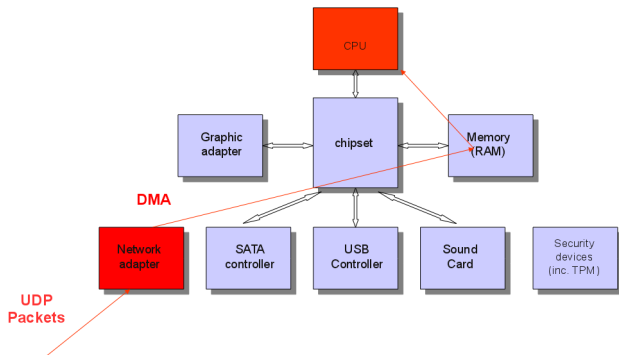 CPU
Graphic
adapter
chipset
Memory
(RAM)
DMA
Network
adapter
SATA
controller
USB
Controller
Sound
Card
Security
devices
(inc. TPM)
UDP
Packets